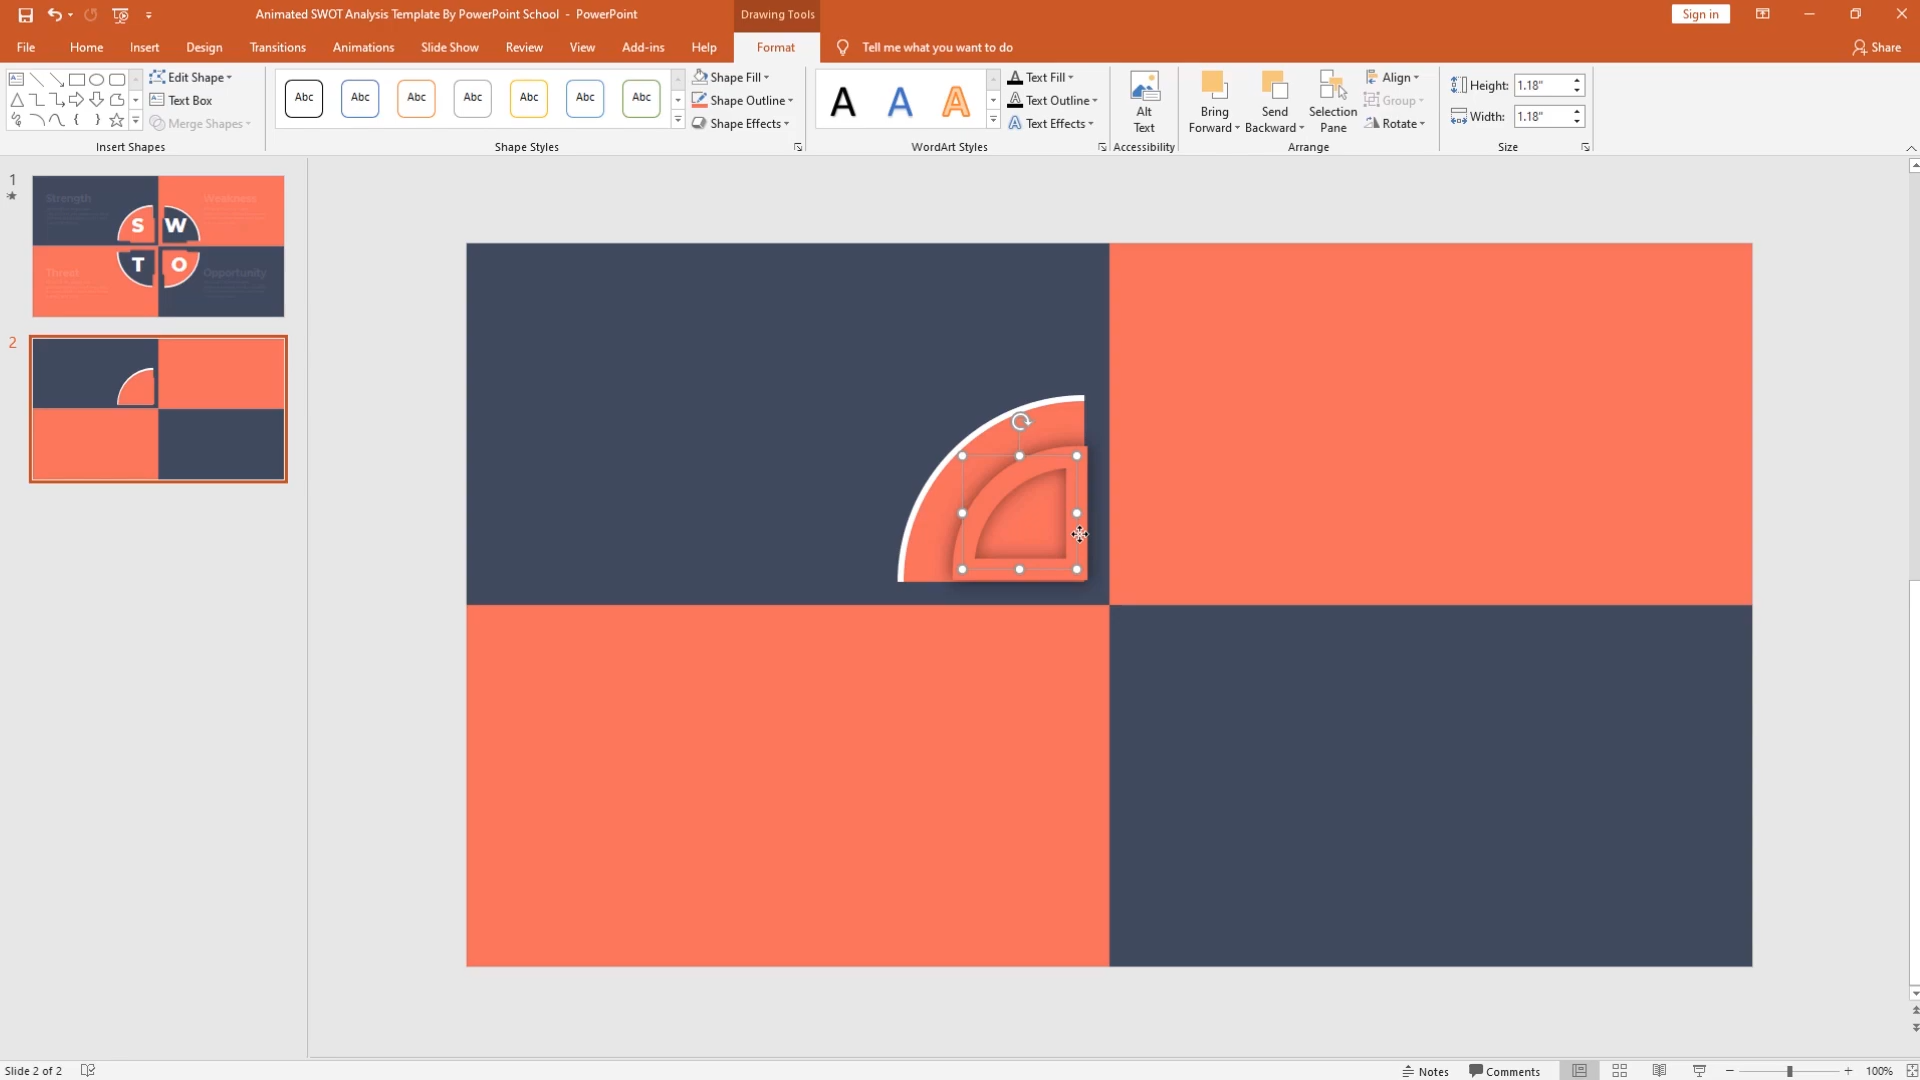 Animated SWOT Analysis Template By PowerPoint School - PowerPoint
Drawing Tools
Sign in
File Home Insert Design Transitions Animations Slide Show Review View Add-ins Help Format Tell me what you want to do Share
Edit Shape
Text Box
Merge Shapes
Insert Shapes
Abc Abc Abc Abc Abc Abc Abc
Shape Fill
Shape Outline
Shape Effects
Shape Styles
A A A
Text Fill
Text Outline
Text Effects
WordArt Styles
Alt
Text
Accessibility
Bring
Forward
Send
Backward
Selection
Pane
Align
Group
Rotate
Arrange
Height: 1.18"
Width: 1.18"
Size
1
Strength
Weakness
S W
T O
Threat
Opportunity
2
Slide 2 of 2
Notes
Comments
100%